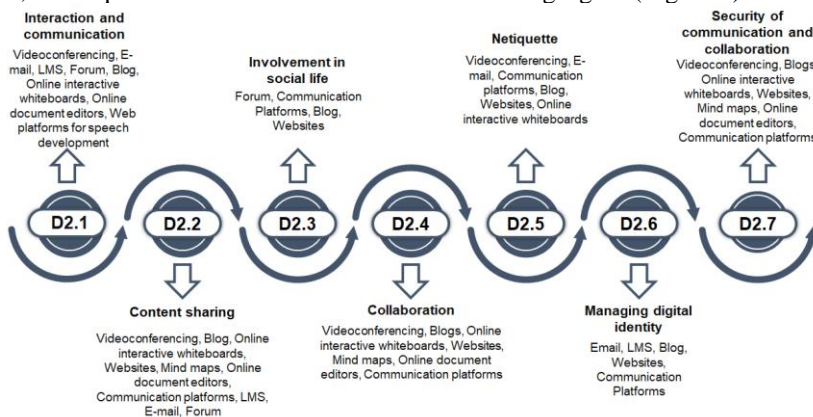 Interaction and
communication
Videoconferencing, E-
mail, LMS, Forum, Blog,
Online interactive
whiteboards, Online
document editors, Web
platforms for speech
development
Involvement in
social life
Forum, Communication
Platforms, Blog,
Websites
Netiquette
Videoconferencing, E-
mail, Communication
platforms, Blog,
Websites, Online
interactive whiteboards
Security of
communication and
collaboration
Videoconferencing, Blogs,
Online interactive
whiteboards, Websites,
Mind maps, Online
document editors,
Communication platforms
D2.1
D2.2
D2.3
D2.4
D2.5
D2.6
D2.7
Content sharing
Videoconferencing, Blog, Online
interactive whiteboards,
Websites, Mind maps, Online
document editors,
Communication platforms, LMS,
E-mail, Forum
Collaboration
Videoconferencing, Blogs, Online
interactive whiteboards, Websites,
Mind maps, Online document
editors, Communication platforms
Managing digital
identity
Email, LMS, Blog,
Websites,
Communication
Platforms